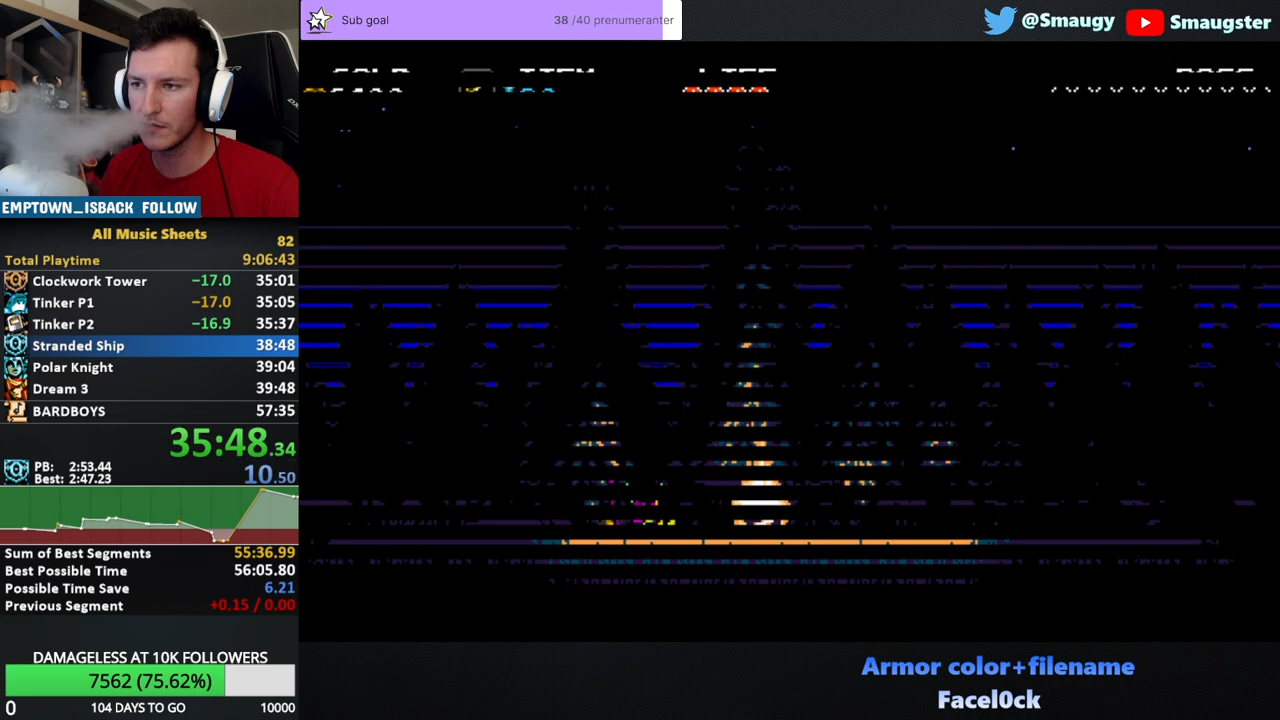 Sub goal
38 /40 prenumeranter
@Smaugy
Smaugster
EMPTOWN_ISBACK FOLLOW
All Music Sheets
82
Total Playtime 9:06:43
Clockwork Tower −17.0 35:01
Tinker P1 −17.0 35:05
Tinker P2 −16.9 35:37
Stranded Ship 38:48
Polar Knight 39:04
Dream 3 39:48
BARDBOYS 57:35
35:48.34
PB: 2:53.44
Best: 2:47.23
10.50
Sum of Best Segments 55:36.99
Best Possible Time 56:05.80
Possible Time Save 6.21
Previous Segment +0.15 / 0.00
DAMAGELESS AT 10K FOLLOWERS
7562 (75.62%)
0 104 DAYS TO GO 10000
Armor color+filename
Facel0ck